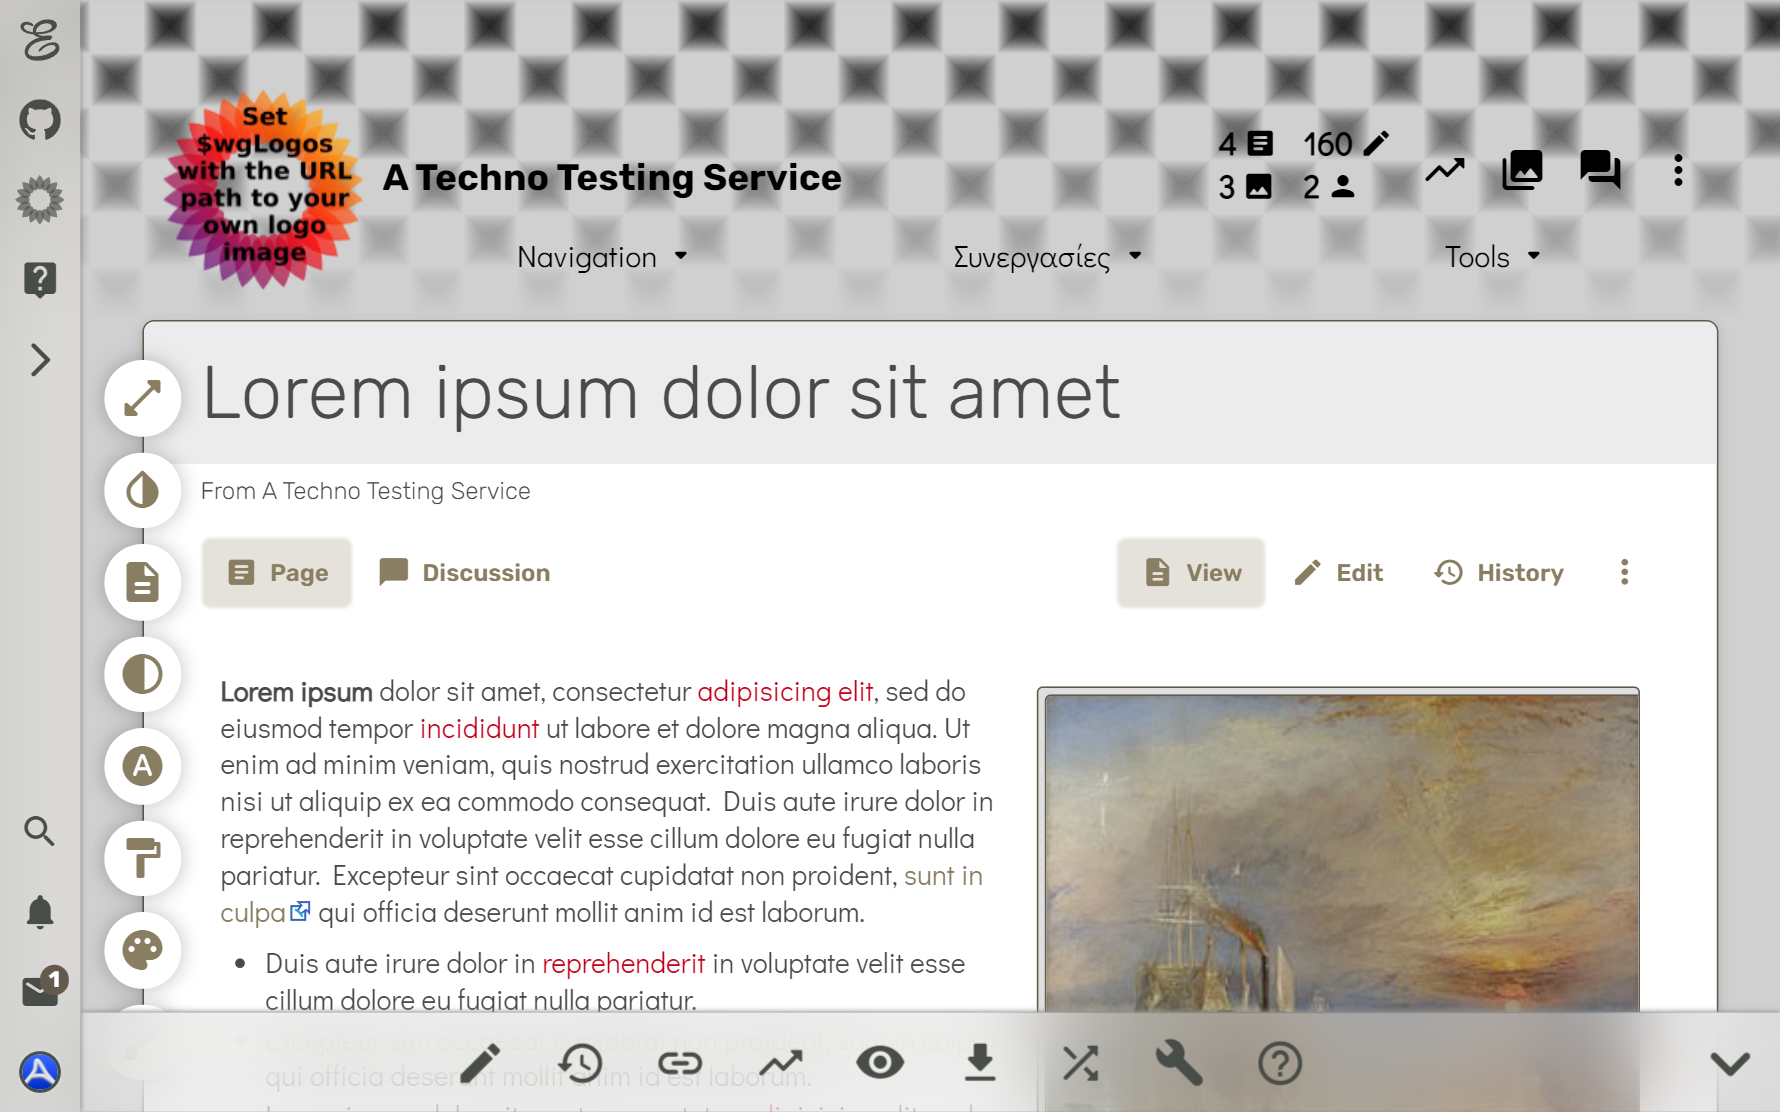 Set
$wgLogos
with the URL
path to your
own logo
image
A Techno Testing Service
4 160
3 2
Navigation Συνεργασίες Tools
Lorem ipsum dolor sit amet
From A Techno Testing Service
Page Discussion View Edit History
Lorem ipsum dolor sit amet, consectetur adipisicing elit, sed do
eiusmod tempor incididunt ut labore et dolore magna aliqua. Ut
enim ad minim veniam, quis nostrud exercitation ullamco laboris
nisi ut aliquip ex ea commodo consequat. Duis aute irure dolor in
reprehenderit in voluptate velit esse cillum dolore eu fugiat nulla
pariatur. Excepteur sint occaecat cupidatat non proident, sunt in
culpa qui officia deserunt mollit anim id est laborum.
Duis aute irure dolor in reprehenderit in voluptate velit esse
cillum dolore eu fugiat nulla pariatur.
Excepteur sint occaecat cupidatat non proident, sunt in culpa
qui officia deserunt mollit anim id est laborum.
1